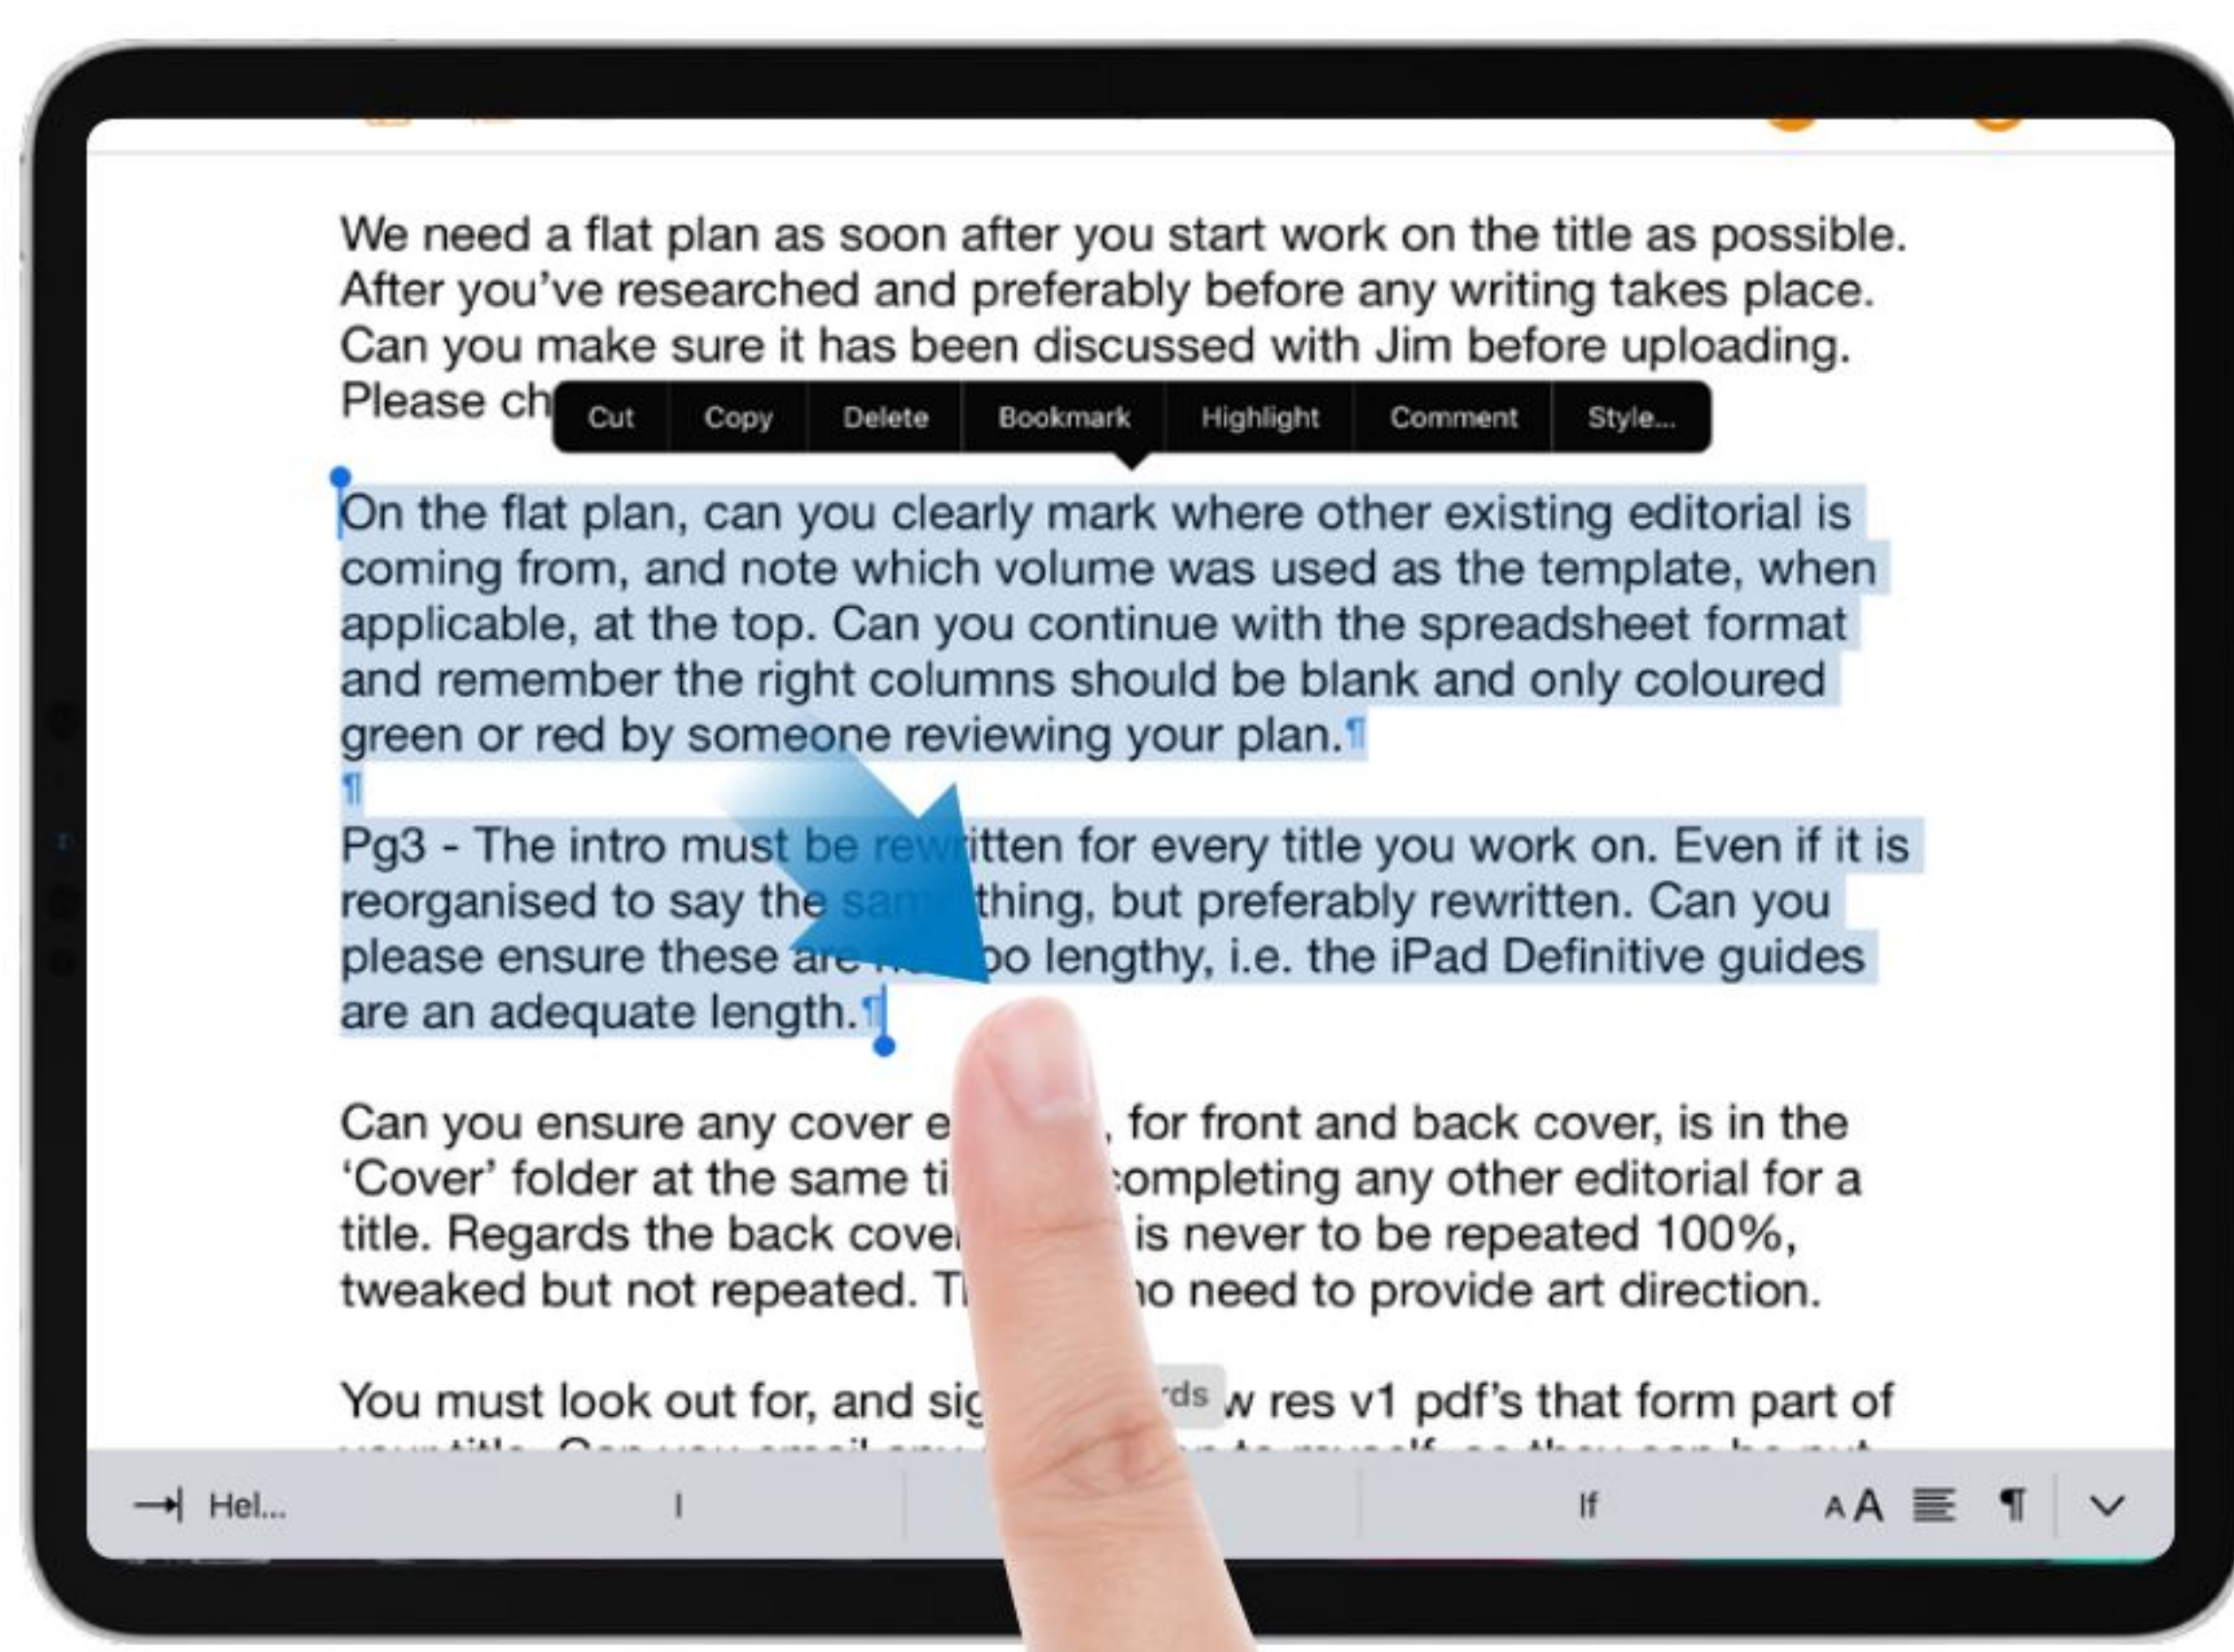 We need a flat plan as soon after you start work on the title as possible.
After you’ve researched and preferably before any writing takes place.
Can you make sure it has been discussed with Jim before uploading.
Please ch
Cut Copy Delete Bookmark Highlight Comment Style...
On the flat plan, can you clearly mark where other existing editorial is
coming from, and note which volume was used as the template, when
applicable, at the top. Can you continue with the spreadsheet format
and remember the right columns should be blank and only coloured
green or red by someone reviewing your plan.¶
¶
Pg3 - The intro must be rewritten for every title you work on. Even if it is
reorganised to say the same thing, but preferably rewritten. Can you
please ensure these are lengthy, i.e. the iPad Definitive guides
are an adequate length.¶
Can you ensure any cover for front and back cover, is in the
‘Cover’ folder at the same completing any other editorial for a
title. Regards the back cover is never to be repeated 100%,
tweaked but not repeated. no need to provide art direction.
You must look out for, and res v1 pdf’s that form part of
Hel... I If AA ¶